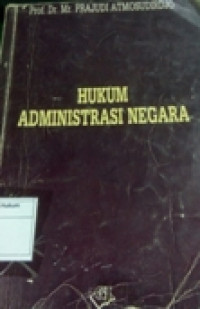 Prof. Dr. Mr. PRAJUDI ATMOSUDIRDJO
HUKUM
ADMINISTRASI NEGARA